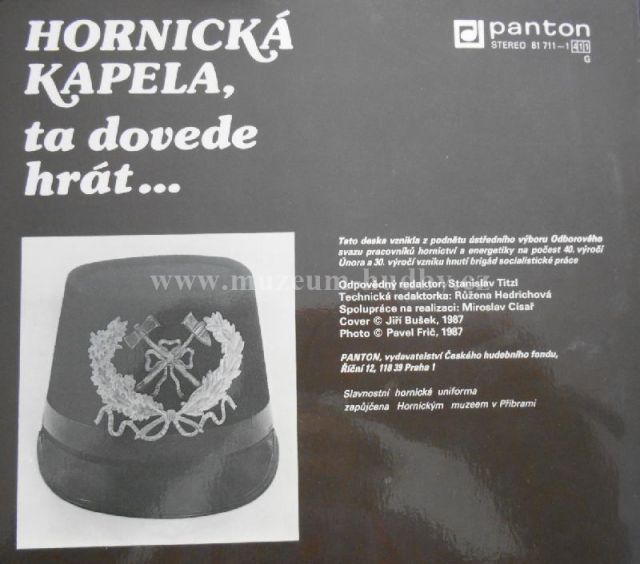 HORNICKÁ
KAPELA,
ta dovede
hrát...
panton
STEREO 81 711-1 411
G
Tato deska vznikla z podnětu ústředního výboru Odborového
svazu pracovníků hornictví a energetiky na počest 40. výročí
Února a 30. výročí vzniku hnutí brigád socialistické práce
www.muzeum-hudby.cz
Odpovědný redaktor: Stanislav Titzl
Technická redaktorka: Růžena Hedrichová
Spolupráce na realizaci: Miroslav Císař
Cover © Jiří Bušek, 1987
Photo © Pavel Frič, 1987
PANTON, vydavatelství Českého hudebního fondu,
Říční 12, 118 39 Praha 1
Slavnostní hornická uniforma
zapůjčena Hornickým muzeem v Příbrami